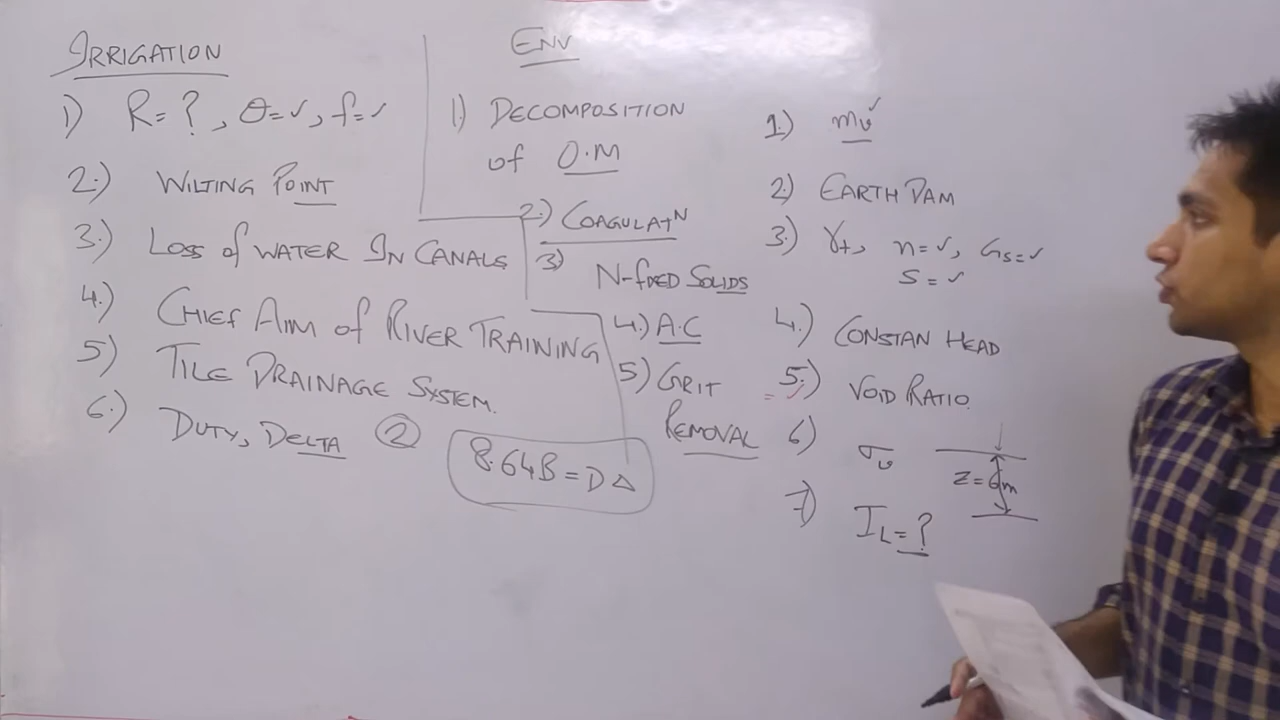 IRRIGATION
1) R=?, θ=✓, f=✓
2.) WILTING POINT
3.) LOSS of WATER IN CANALS
4.) CHIEF AIM of RIVER TRAINING
5) TILE DRAINAGE SYSTEM.
6.) DUTY, DELTA ②
8.64B = D∆
ENV
1.) DECOMPOSITION
of O.M
2.) COAGULATN
3) N-fIXED SOLIDS
4.) A.C
5) GRIT
REMOVAL
1.) mv✓
2) EARTH DAM
3.) γt, n=✓, Gs=✓
S=✓
4.) CONSTAN HEAD
5.) VOID RATIO.
6) σv Z=6m
7) IL=?